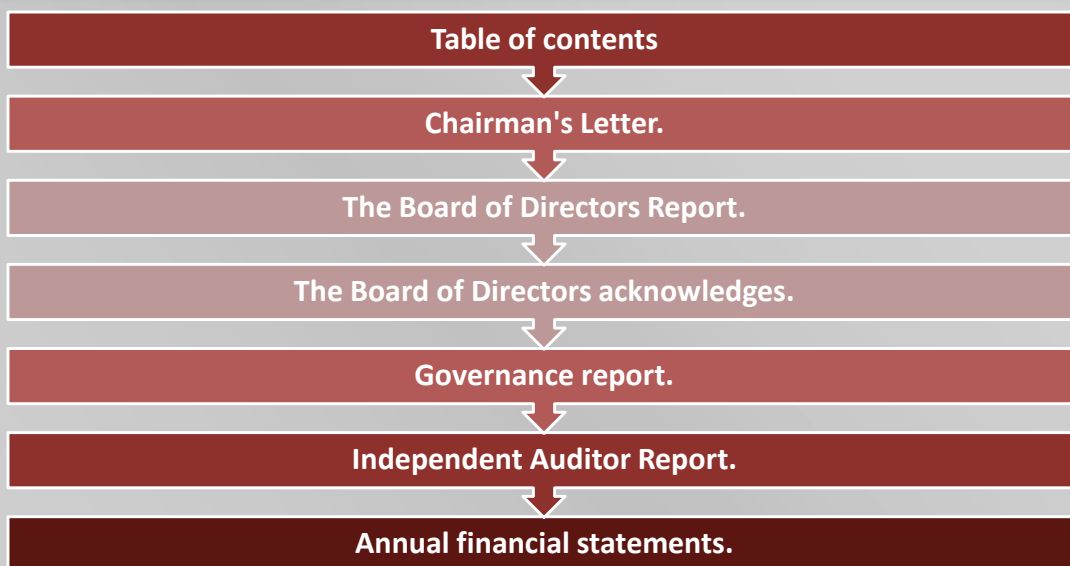 Table of contents
Chairman's Letter.
The Board of Directors Report.
The Board of Directors acknowledges.
Governance report.
Independent Auditor Report.
Annual financial statements.